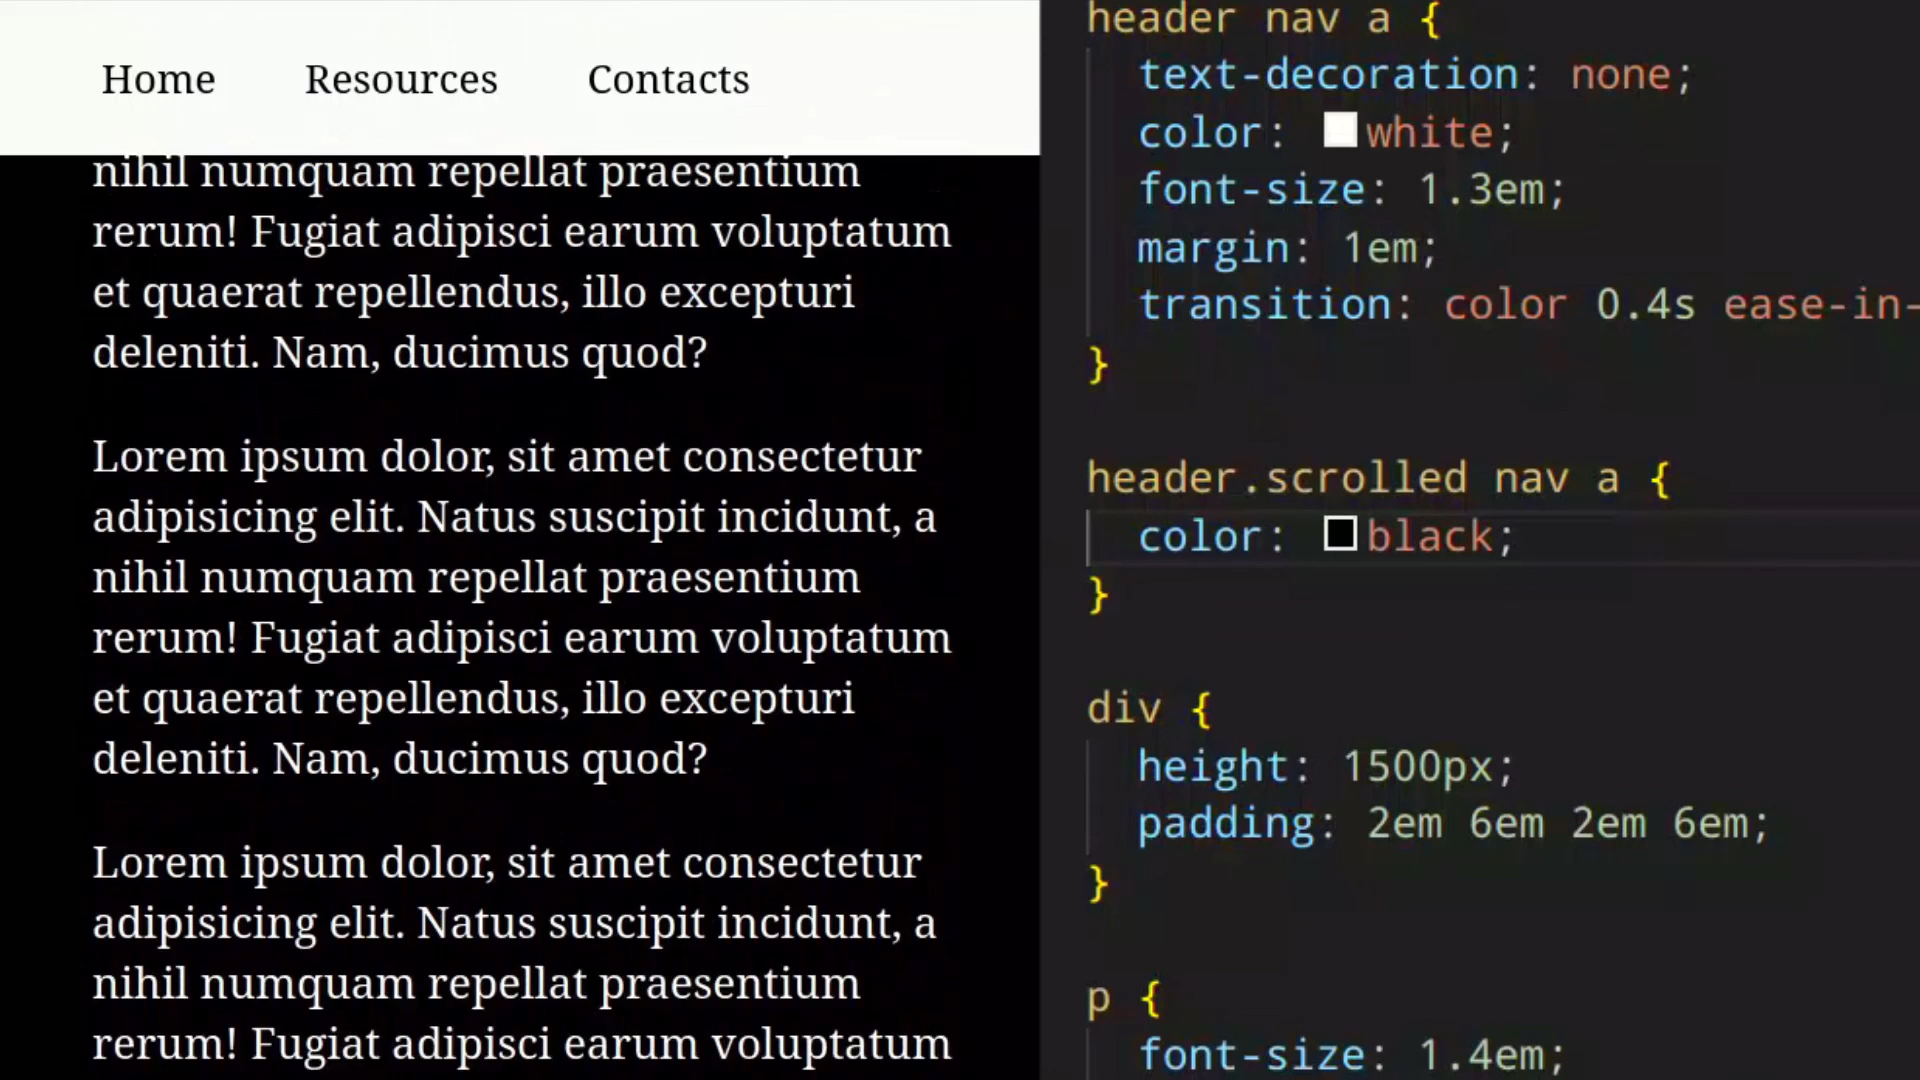 Home Resources Contacts
nihil numquam repellat praesentium
rerum! Fugiat adipisci earum voluptatum
et quaerat repellendus, illo excepturi
deleniti. Nam, ducimus quod?
Lorem ipsum dolor, sit amet consectetur
adipisicing elit. Natus suscipit incidunt, a
nihil numquam repellat praesentium
rerum! Fugiat adipisci earum voluptatum
et quaerat repellendus, illo excepturi
deleniti. Nam, ducimus quod?
Lorem ipsum dolor, sit amet consectetur
adipisicing elit. Natus suscipit incidunt, a
nihil numquam repellat praesentium
rerum! Fugiat adipisci earum voluptatum
header nav a {
text-decoration: none;
color: white;
font-size: 1.3em;
margin: 1em;
transition: color 0.4s ease-in-
}
header.scrolled nav a {
color: black;
}
div {
height: 1500px;
padding: 2em 6em 2em 6em;
}
p {
font-size: 1.4em;